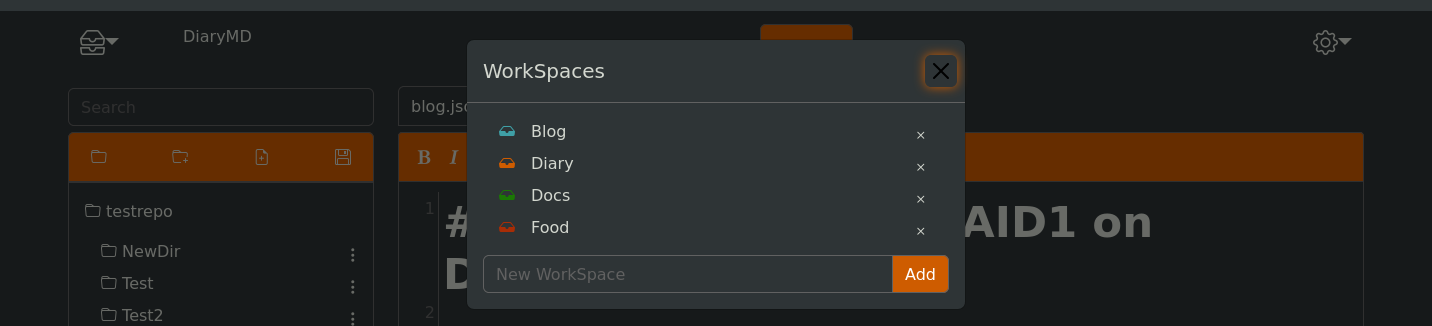 DiaryMD
WorkSpaces
Search
blog.jso
Blog
B I
Diary
Docs
Food
testrepo
NewDir
Test
Test2
1
#
AID1 on
D
2
New WorkSpace
Add